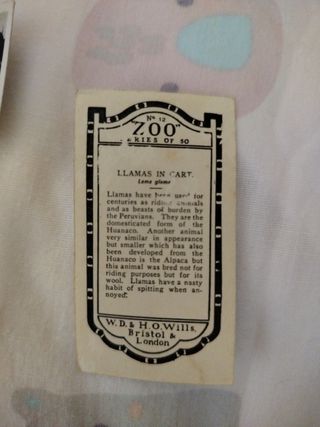 No 12
"ZOO"
SERIES OF 50
LLAMAS IN CART.
Lama glama
Llamas have been used for
centuries as riding animals
and as beasts of burden by
the Peruvians. They are the
domesticated form of the
Huanaco. Another animal
very similar in appearance
but smaller which has also
been developed from the
Huanaco is the Alpaca but
this animal was bred not for
riding purposes but for its
wool. Llamas have a nasty
habit of spitting when an-
noyed.
W.D. & H.O. Wills,
Bristol &
London